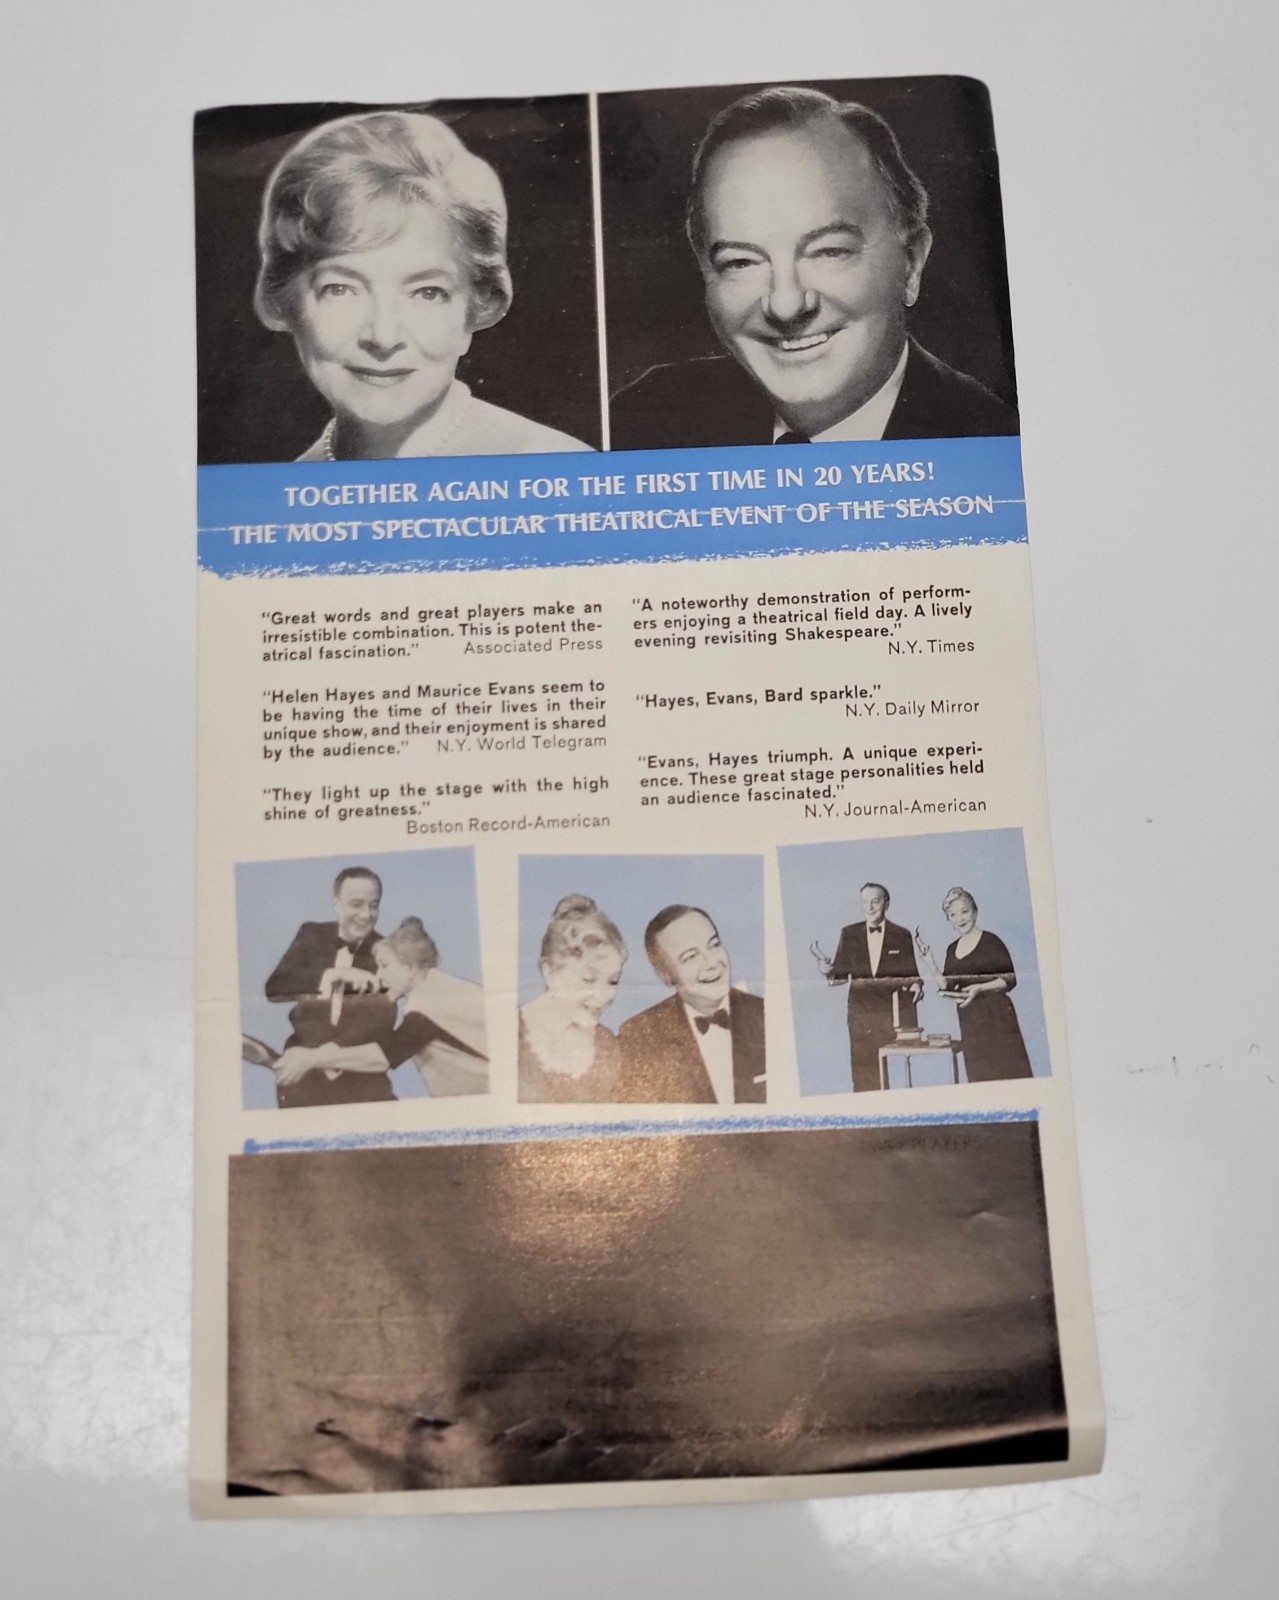 TOGETHER AGAIN FOR THE FIRST TIME IN 20 YEARS!
THE MOST SPECTACULAR THEATRICAL EVENT OF THE SEASON
“Great words and great players make an
irresistible combination. This is potent the-
atrical fascination.” Associated Press
“Helen Hayes and Maurice Evans seem to
be having the time of their lives in their
unique show, and their enjoyment is shared
by the audience.” N.Y. World Telegram
“They light up the stage with the high
shine of greatness.”
Boston Record-American
“A noteworthy demonstration of perform-
ers enjoying a theatrical field day. A lively
evening revisiting Shakespeare.”
N.Y. Times
“Hayes, Evans, Bard sparkle.”
N.Y. Daily Mirror
“Evans, Hayes triumph. A unique experi-
ence. These great stage personalities held
an audience fascinated.”
N.Y. Journal-American
PLAYERS